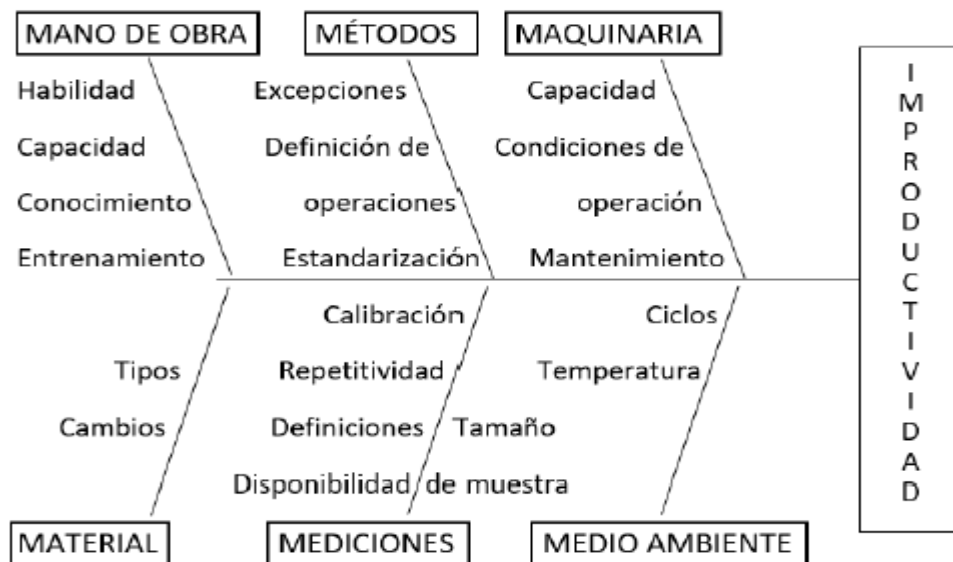 MANO DE OBRA
Habilidad
Capacidad
Conocimiento
Entrenamiento
MÉTODOS
Excepciones
Definición de
operaciones
Estandarización
MAQUINARIA
Capacidad
Condiciones de
operación
Mantenimiento
Tipos
Cambios
MATERIAL
Calibración
Repetitividad
Definiciones
Disponibilidad
Tamaño
de muestra
MEDICIONES
Ciclos
Temperatura
MEDIO AMBIENTE
IMPRODUCTIVIDAD